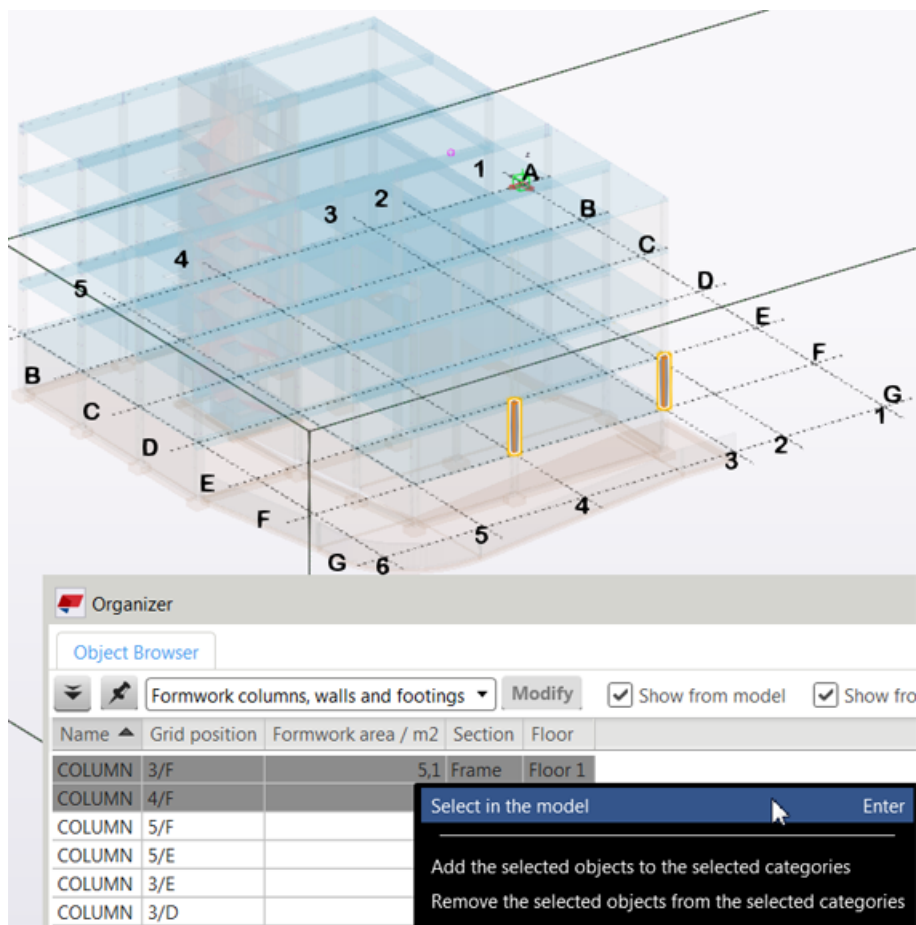 1
A
2
B
3
C
4
D
5
E
F
B
G
1
C
2
D
3
E
4
F
5
G
6
Organizer
Object Browser
Formwork columns, walls and footings Modify Show from model Show fro
Name Grid position Formwork area / m2 Section Floor
COLUMN 3/F 5,1 Frame Floor 1
COLUMN 4/F
Select in the model Enter
COLUMN 5/F
COLUMN 5/E
Add the selected objects to the selected categories
COLUMN 3/E
Remove the selected objects from the selected categories
COLUMN 3/D